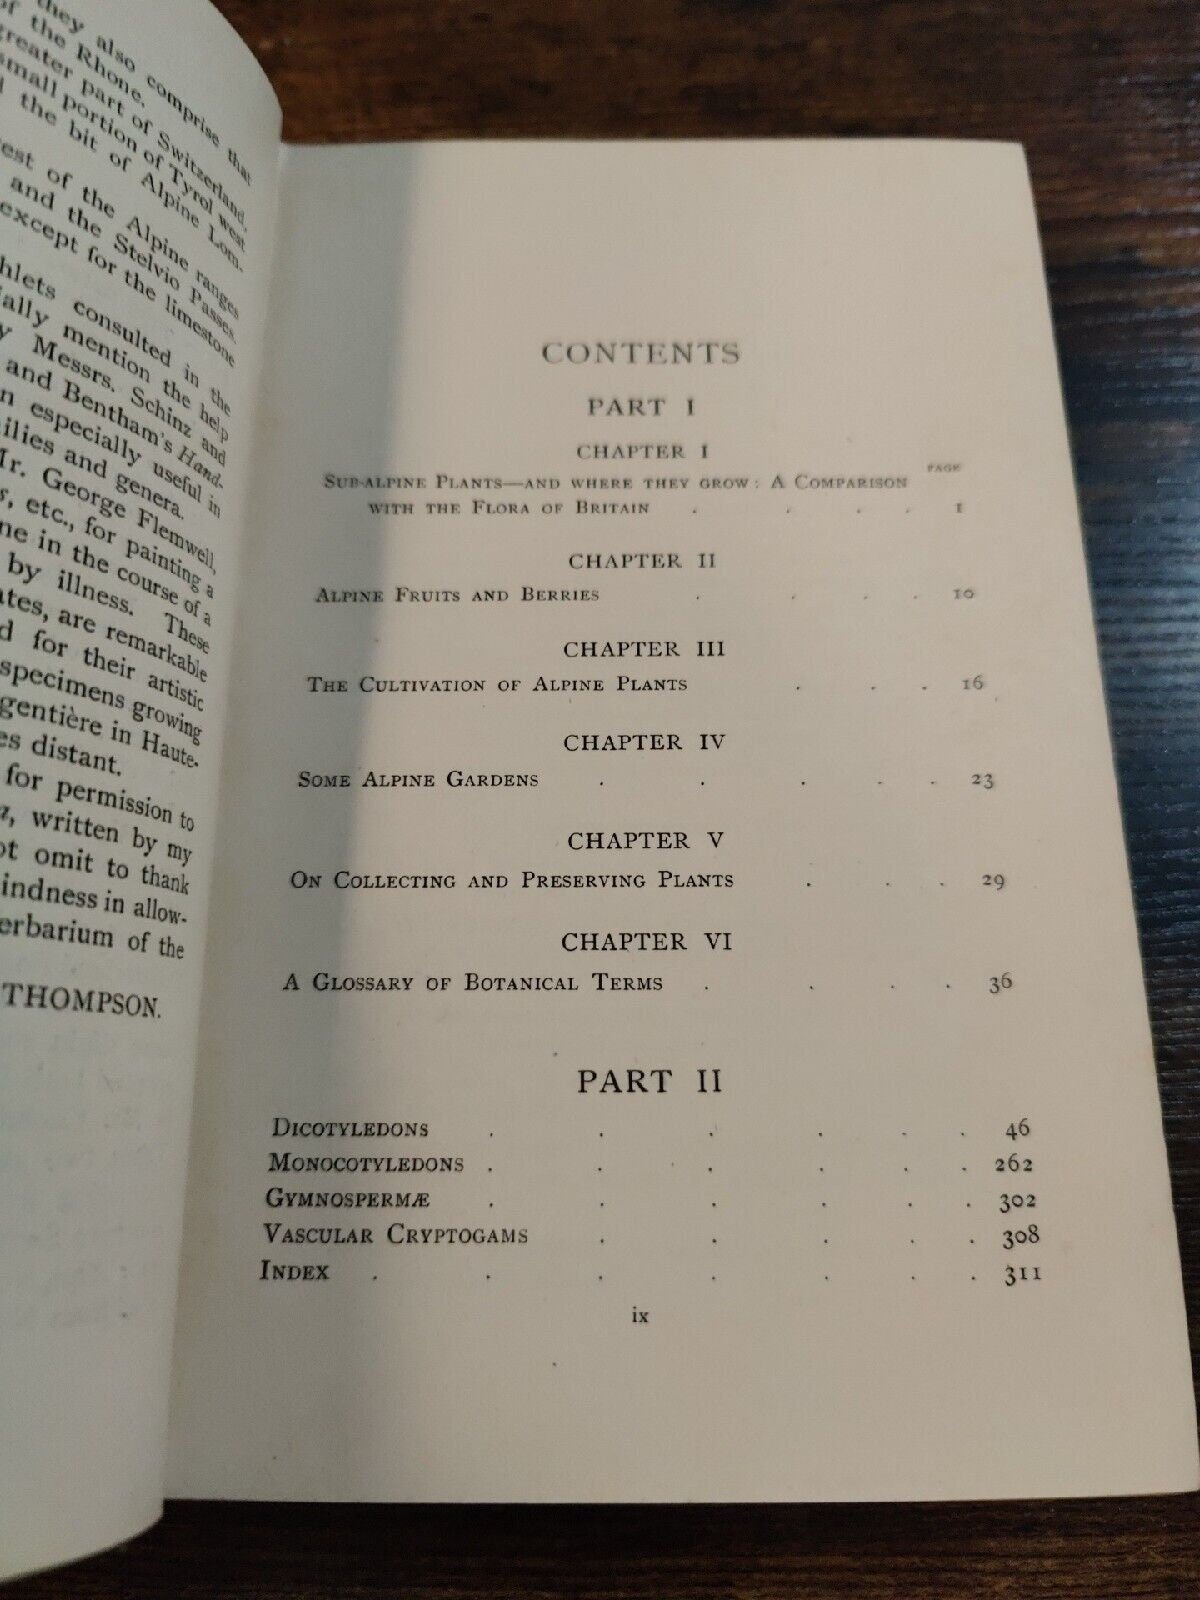 they also comprise that
of the Rhone.
greater part of Switzerland,
small portion of Tyrol west
the bit of Alpine Lom-
est of the Alpine ranges
and the Stelvio Passes.
except for the limestone
hlets consulted in the
ially mention the help
y Messrs. Schinz and
and Bentham's Hand-
n especially useful in
ilies and genera.
Mr. George Flemwell,
s, etc., for painting a
ne in the course of a
by illness. These
ates, are remarkable
d for their artistic
specimens growing
gentière in Haute-
es distant.
for permission to
written by my
ot omit to thank
indness in allow-
erbarium of the
THOMPSON.
CONTENTS
PART I
CHAPTER I
PAGE
SUB-ALPINE PLANTS—AND WHERE THEY GROW: A COMPARISON
WITH THE FLORA OF BRITAIN . . . . 1
CHAPTER II
ALPINE FRUITS AND BERRIES . . . . 10
CHAPTER III
THE CULTIVATION OF ALPINE PLANTS . . . 16
CHAPTER IV
SOME ALPINE GARDENS . . . . . 23
CHAPTER V
ON COLLECTING AND PRESERVING PLANTS . . . 29
CHAPTER VI
A GLOSSARY OF BOTANICAL TERMS . . . . 36
PART II
DICOTYLEDONS . . . . . . 46
MONOCOTYLEDONS . . . . . . 262
GYMNOSPERMÆ . . . . . 302
VASCULAR CRYPTOGAMS . . . . . 308
INDEX . . . . . . . 311
ix